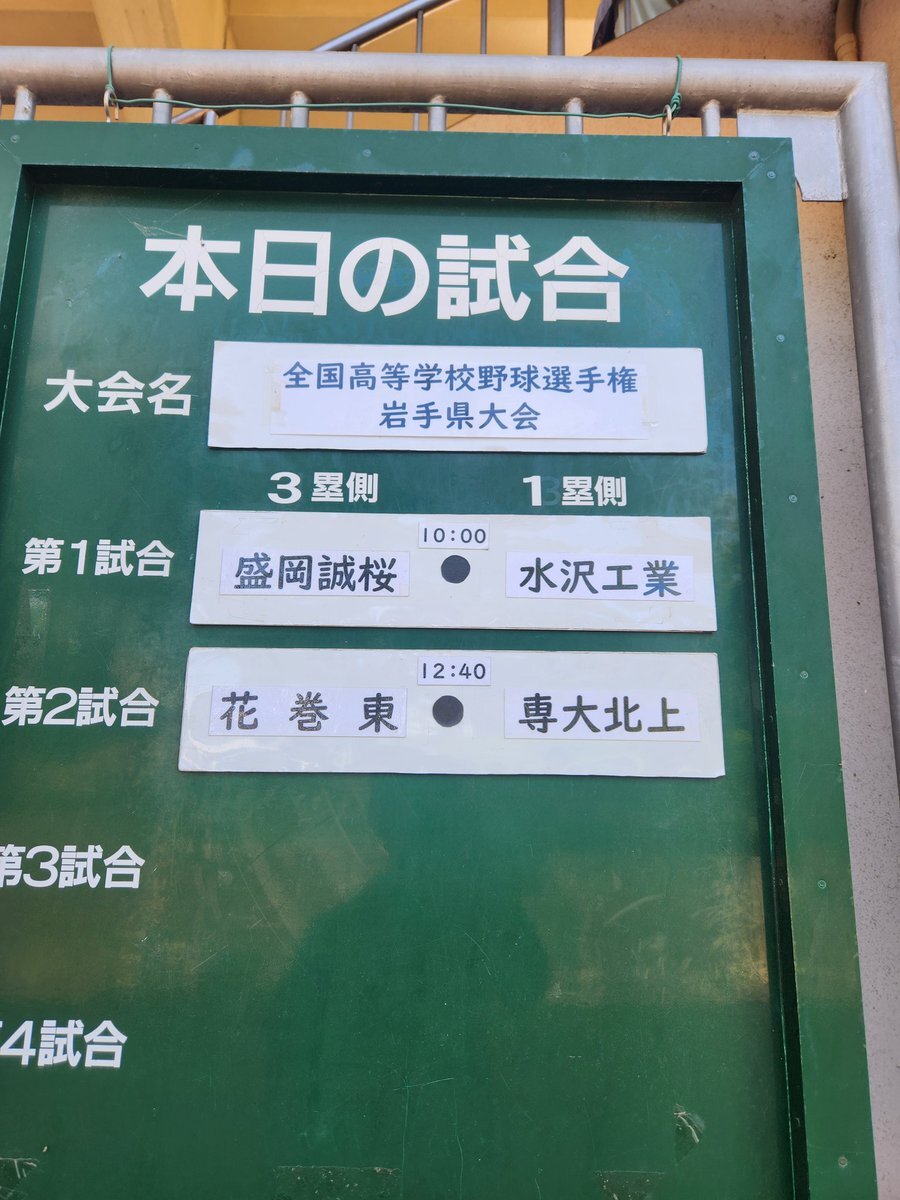 本日の試合
大会名
全国高等学校野球選手権
岩手県大会
3塁側 1塁側
第1試合 盛岡誠桜 10:00 ● 水沢工業
第2試合 花巻東 12:40 ● 専大北上
第3試合
第4試合